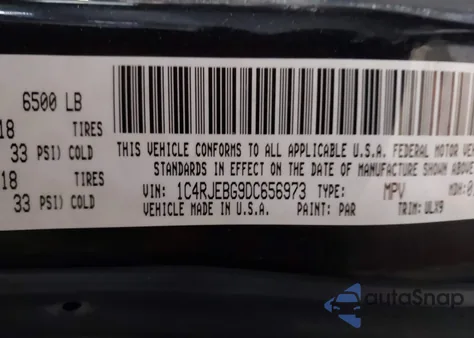 6500 LB
18 TIRES
33 PSI) COLD
18 TIRES
33 PSI) COLD
THIS VEHICLE CONFORMS TO ALL APPLICABLE U.S.A. FEDERAL MOTOR
STANDARDS IN EFFECT ON THE DATE OF MANUFACTURE SHOWN ABOVE
VIN: 1C4RJEBG9DC656973 TYPE: MPV MDH:
VEHICLE MADE IN U.S.A. PAINT: PAR TRIM: ULX9
autoSnap